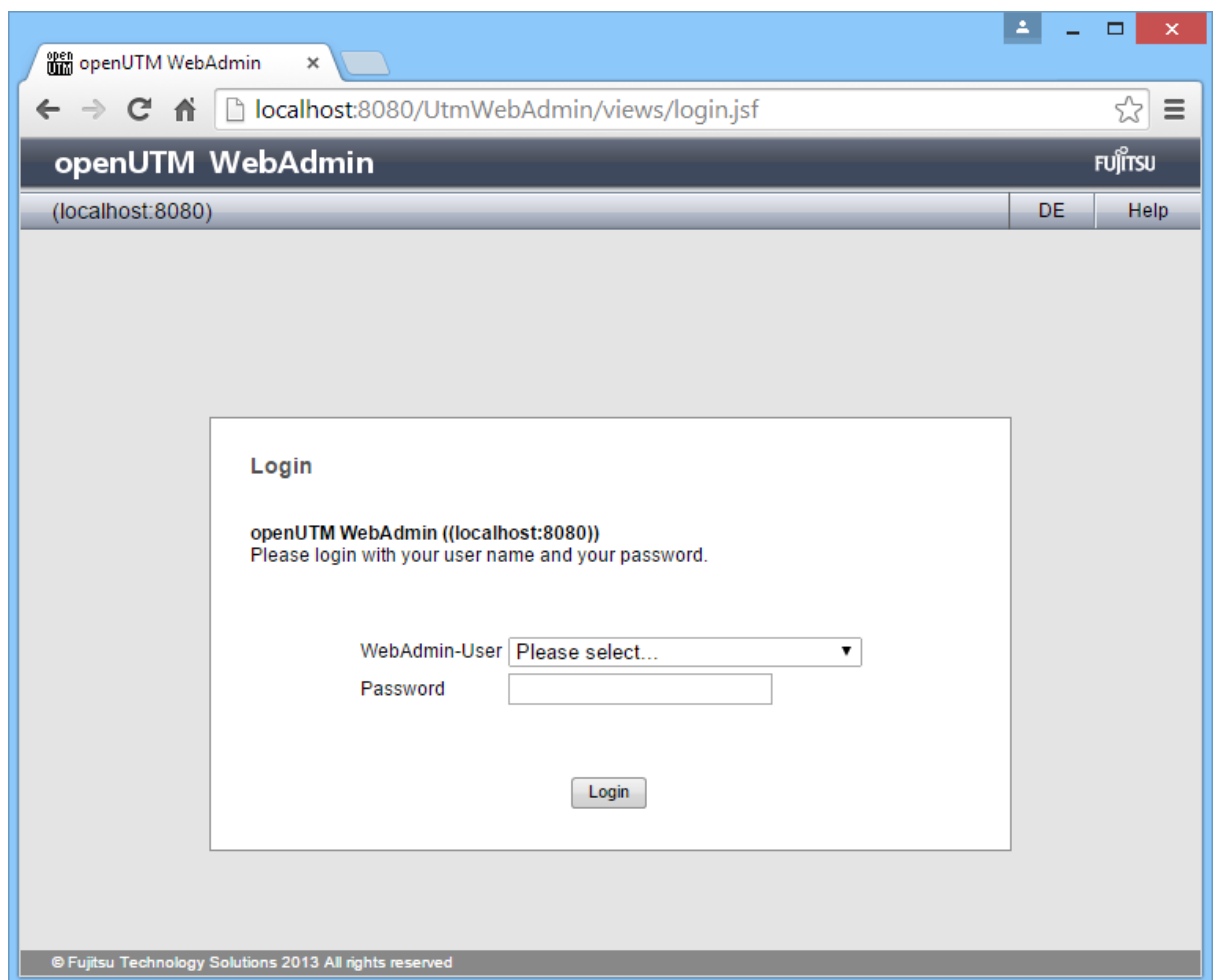 open UTM openUTM WebAdmin
localhost:8080/UtmWebAdmin/views/login.jsf
openUTM WebAdmin FUJITSU
(localhost:8080) DE Help
Login
openUTM WebAdmin ((localhost:8080))
Please login with your user name and your password.
WebAdmin-User Please select...
Password
Login
© Fujitsu Technology Solutions 2013 All rights reserved